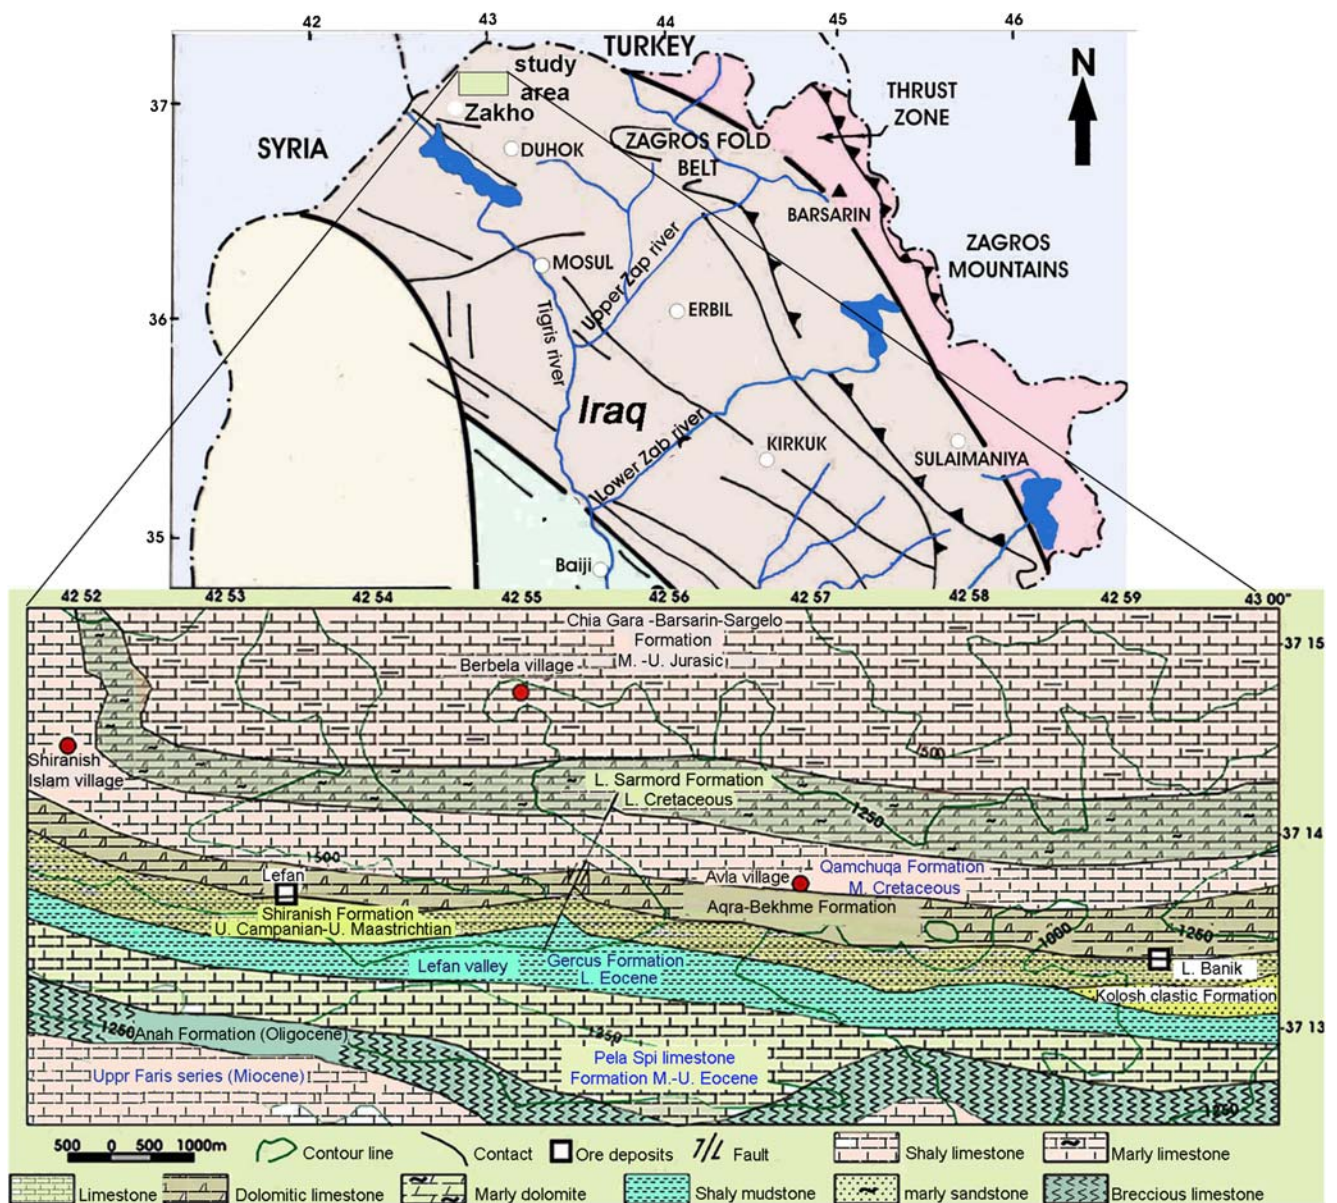 42 43 44 45 46
TURKEY
N
study
area
THRUST
ZONE
37
Zakho
SYRIA
DUHOK
ZAGROS FOLD
BELT
BARSARIN
ZAGROS
MOUNTAINS
MOSUL
Upper Zap river
ERBIL
36
Tigris river
Iraq
KIRKUK
Lower Zab river
SULAIMANIYA
35
Baiji
42 52 42 53 42 54 42 55 42 56 42 57 42 58 42 59 43 00"
Chia Gara -Barsarin-Sargelo
Formation
M. -U. Jurasic
37 15
Berbela village
1500
Shiranish
Islam village
L. Sarmord Formation
L. Cretaceous
1250
37 14
1500
Lefan
Avla village
Qamchuqa Formation
M. Cretaceous
Aqra-Bekhme Formation
Shiranish Formation
U. Campanian-U. Maastrichtian
1000
1250
Lefan valley
Gercus Formation
L. Eocene
L. Banik
Kolosh clastic Formation
37 13
1250
Anah Formation (Oligocene)
1250
Pela Spi limestone
Formation M.-U. Eocene
Uppr Faris series (Miocene)
1250
500 0 500 1000m
Contour line
Contact
Ore deposits
Fault
Shaly limestone
Marly limestone
Limestone
Dolomitic limestone
Marly dolomite
Shaly mudstone
marly sandstone
Breccious limestone